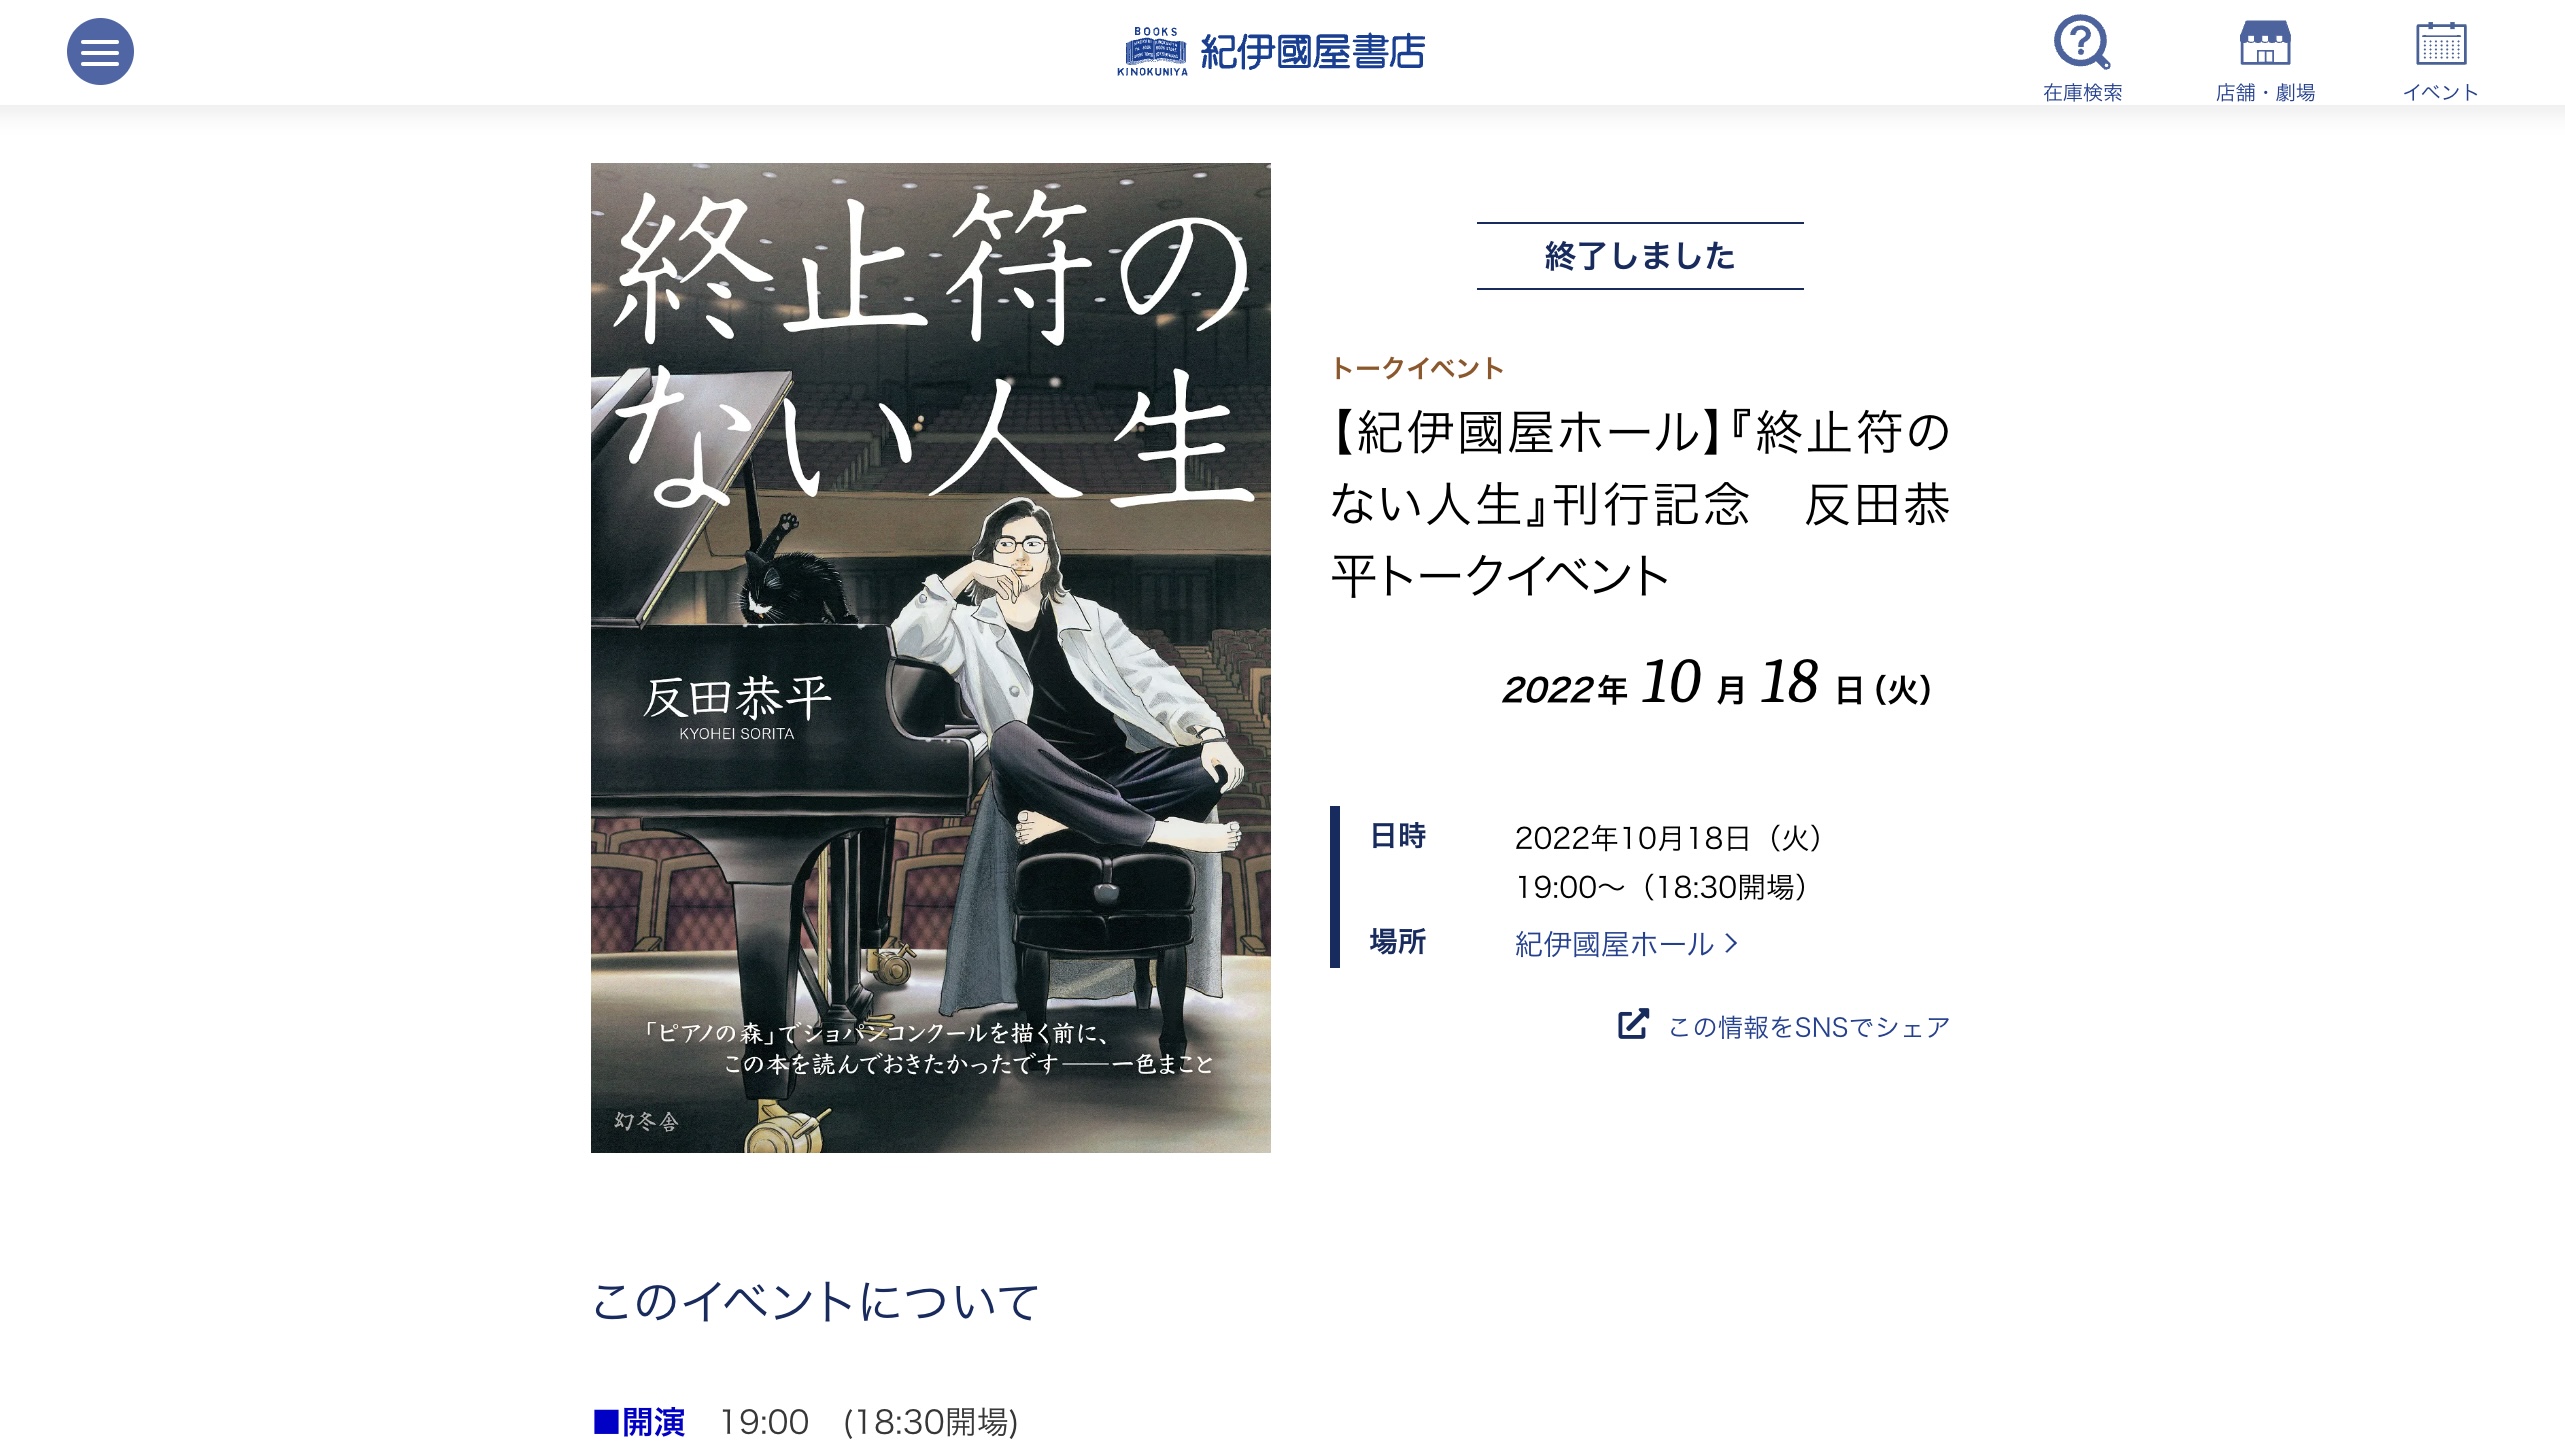 BOOKS
KINOKUNIYA
紀伊國屋書店
在庫検索
店舗・劇場
イベント
終止符の
ない人生
反田恭平
KYOHEI SORITA
「ピアノの森」でショパンコンクールを描く前に、
この本を読んでおきたかったです――一色まこと
幻冬舎
終了しました
トークイベント
【紀伊國屋ホール】『終止符の
ない人生』刊行記念　反田恭
平トークイベント
2022年 10 月 18 日（火）
日時 2022年10月18日（火）
19:00〜（18:30開場）
場所 紀伊國屋ホール >
この情報をSNSでシェア
このイベントについて
■開演　19:00　(18:30開場)